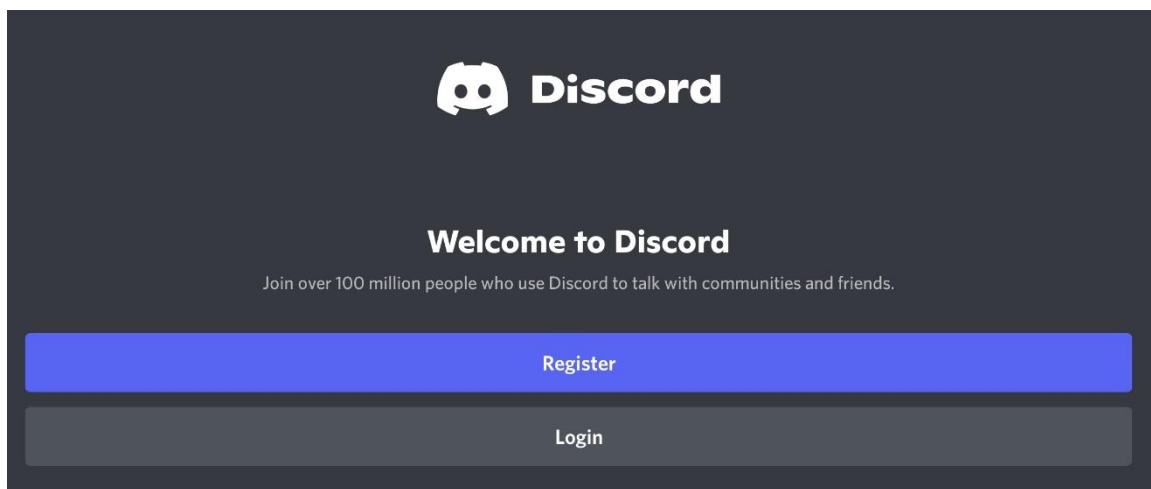 Discord
Welcome to Discord
Join over 100 million people who use Discord to talk with communities and friends.
Register
Login